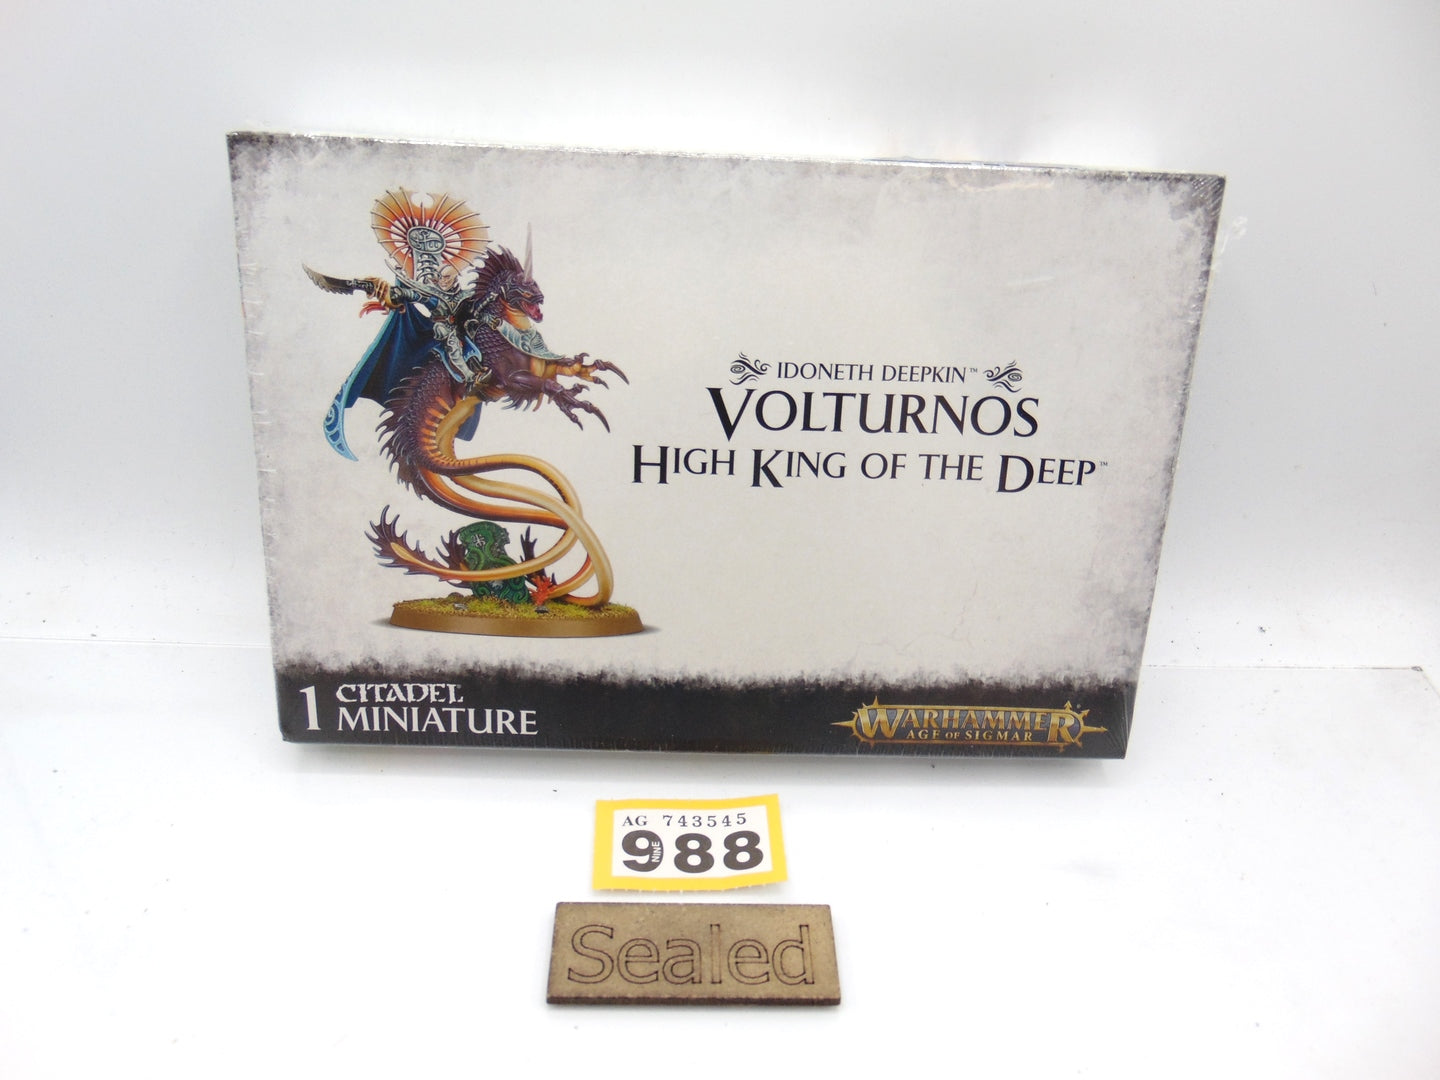 IDONETH DEEPKIN™
VOLTURNOS
HIGH KING OF THE DEEP™
1 CITADEL
MINIATURE
WARHAMMER®
AGE OF SIGMAR
AG 743545
988
NINE
Sealed